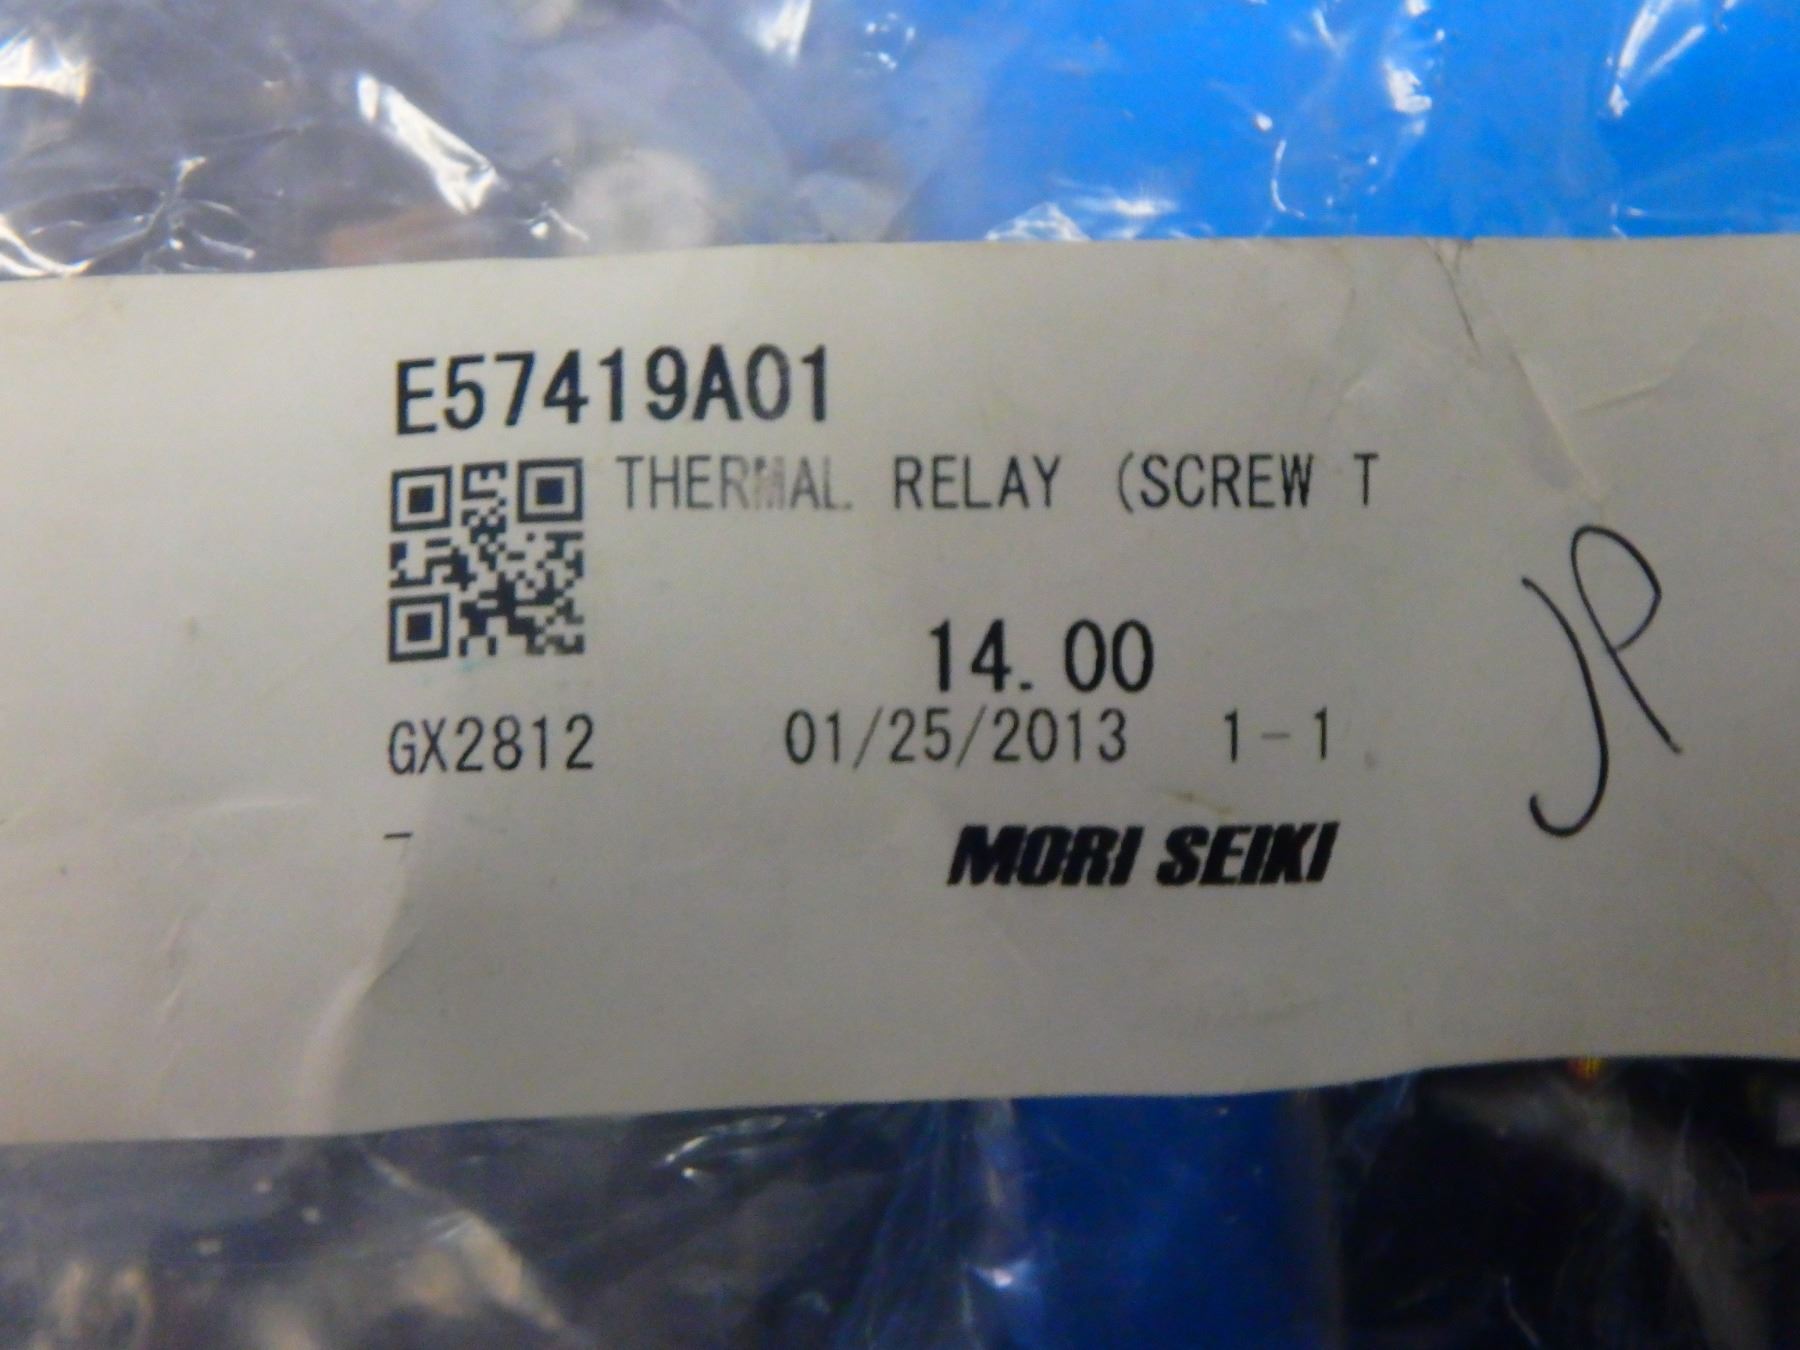 E57419A01
THERMAL RELAY (SCREW T
14.00
GX2812 01/25/2013 1-1
-
MORI SEIKI
JP